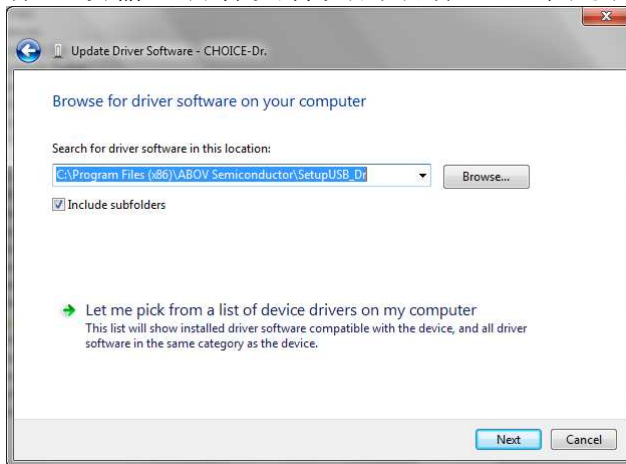 Update Driver Software - CHOICE-Dr.
Browse for driver software on your computer
Search for driver software in this location:
C:\Program Files (x86)\ABOV Semiconductor\SetupUSB_Dr
Browse...
Include subfolders
Let me pick from a list of device drivers on my computer
This list will show installed driver software compatible with the device, and all driver
software in the same category as the device.
Next
Cancel